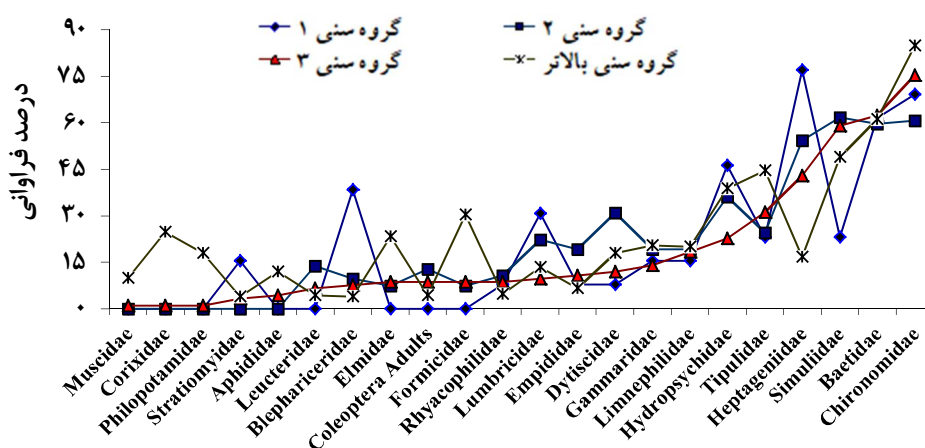 گروه سنی ۱
گروه سنی ۲
گروه سنی ۳
گروه سنی بالاتر
درصد فراوانی
۹۰
۷۵
۶۰
۴۵
۳۰
۱۵
۰
Muscidae
Corixidae
Philopotamidae
Stratiomyidae
Aphididae
Leucteridae
Blephariceridae
Elmidae
Coleoptera Adults
Formicidae
Rhyacophilidae
Lumbricidae
Empididae
Dytiscidae
Gammaridae
Limnephilidae
Hydropsychidae
Tipulidae
Heptageniidae
Simuliidae
Baetidae
Chironomidae